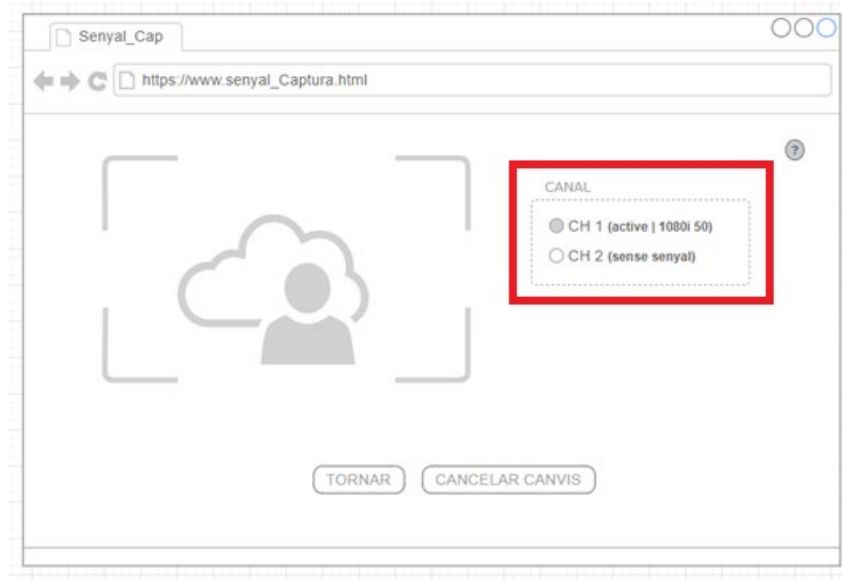 Senyal_Cap
https://www.senyal_Captura.html
?
CANAL
CH 1 (active | 1080i 50)
CH 2 (sense senyal)
TORNAR
CANCELAR CANVIS